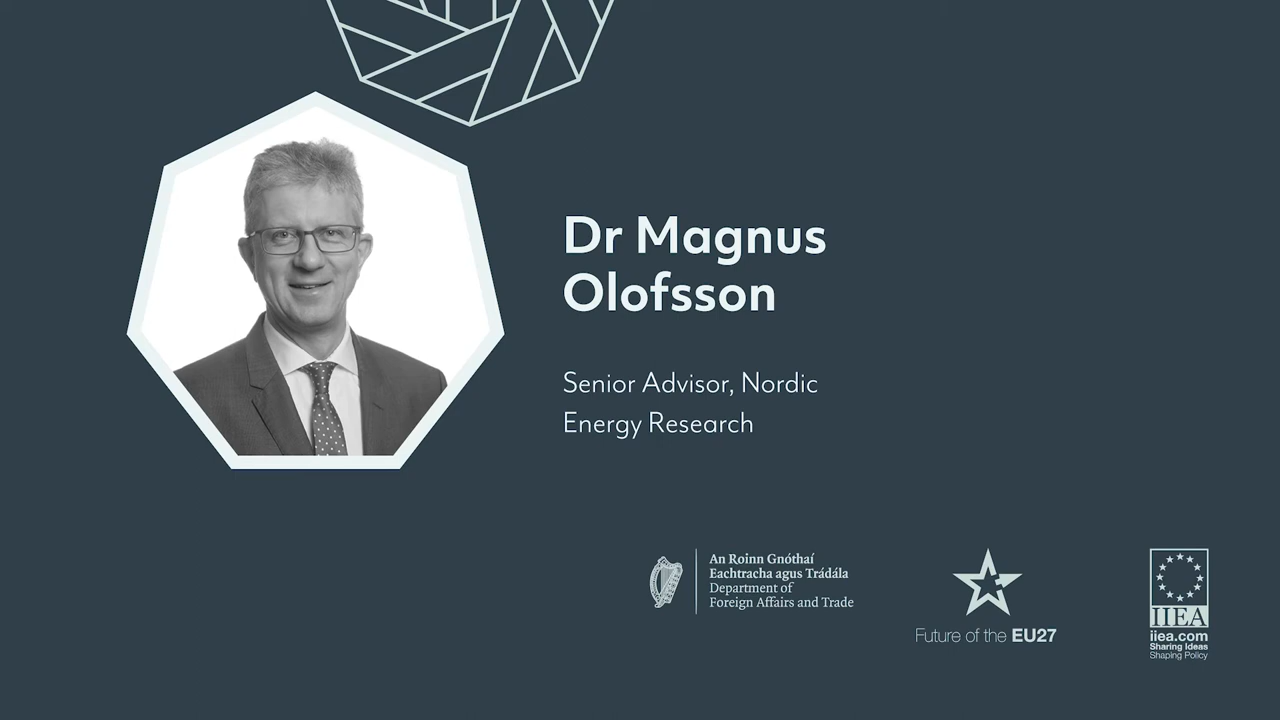 Dr Magnus
Olofsson
Senior Advisor, Nordic
Energy Research
An Roinn Gnóthaí
Eachtracha agus Trádála
Department of
Foreign Affairs and Trade
Future of the EU27
IIEA
iiea.com
Sharing Ideas
Shaping Policy